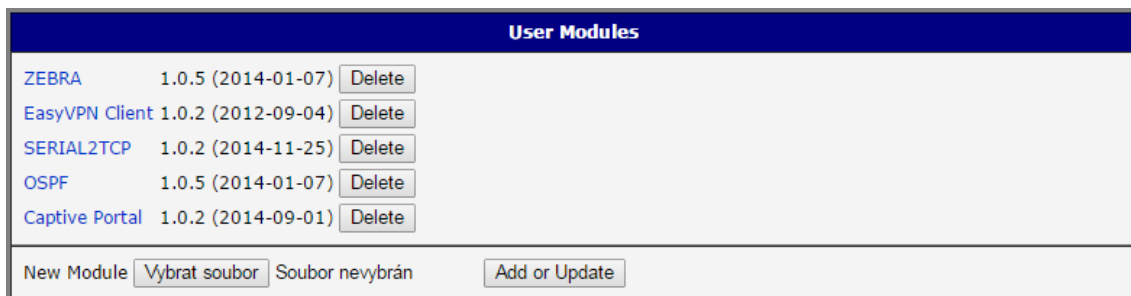 User Modules
ZEBRA 1.0.5 (2014-01-07) Delete
EasyVPN Client 1.0.2 (2012-09-04) Delete
SERIAL2TCP 1.0.2 (2014-11-25) Delete
OSPF 1.0.5 (2014-01-07) Delete
Captive Portal 1.0.2 (2014-09-01) Delete
New Module Vybrat soubor Soubor nevybrán Add or Update